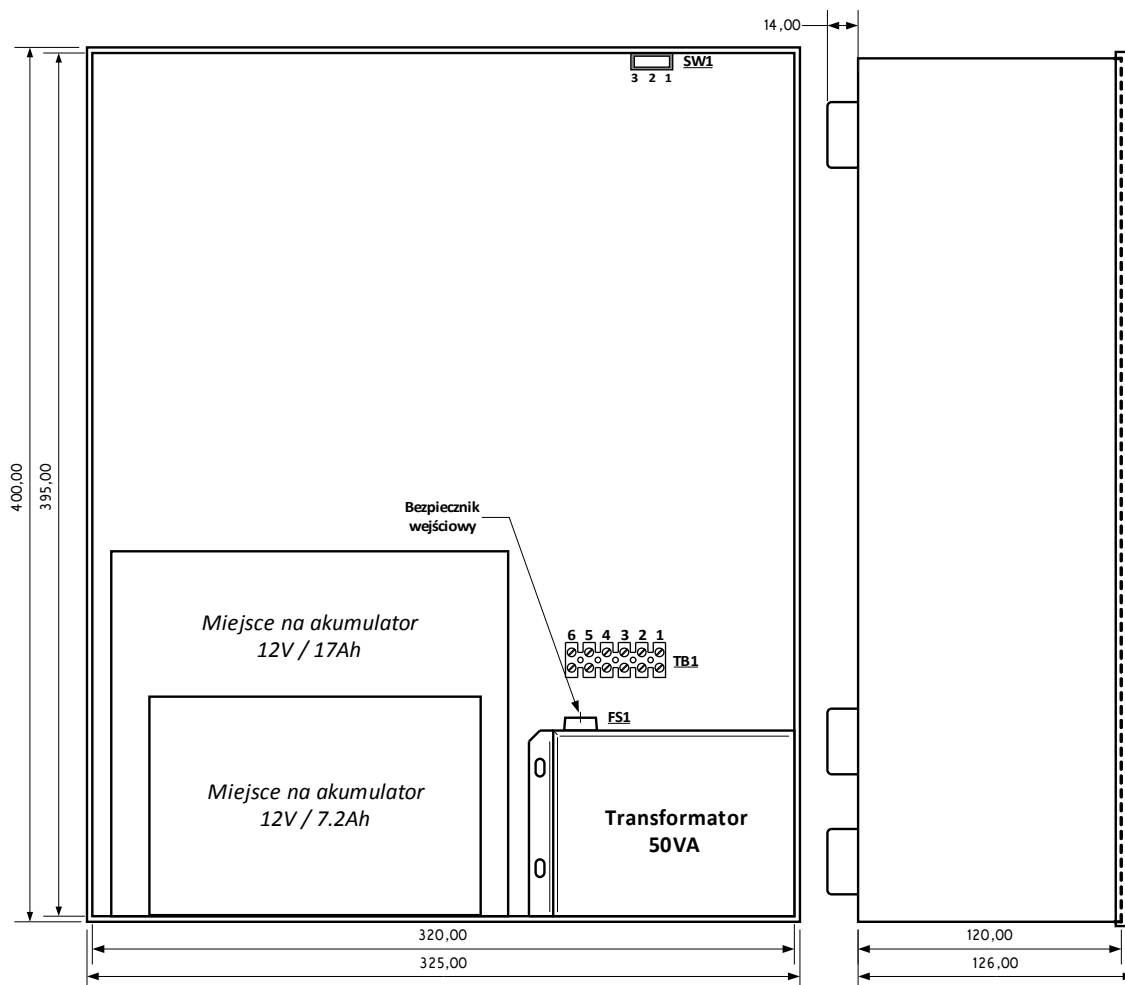 14,00
SW1
3 2 1
400,00
395,00
Bezpiecznik
wejściowy
Miejsce na akumulator
12V / 17Ah
6 5 4 3 2 1
TB1
FS1
Miejsce na akumulator
12V / 7.2Ah
Transformator
50VA
320,00
325,00
120,00
126,00